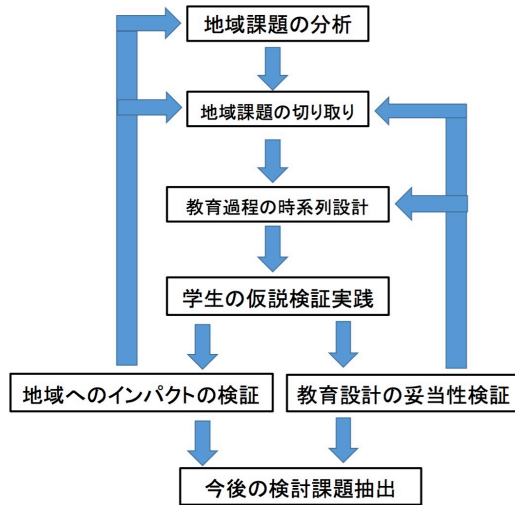 地域課題の分析
地域課題の切り取り
教育過程の時系列設計
学生の仮説検証実践
地域へのインパクトの検証
教育設計の妥当性検証
今後の検討課題抽出